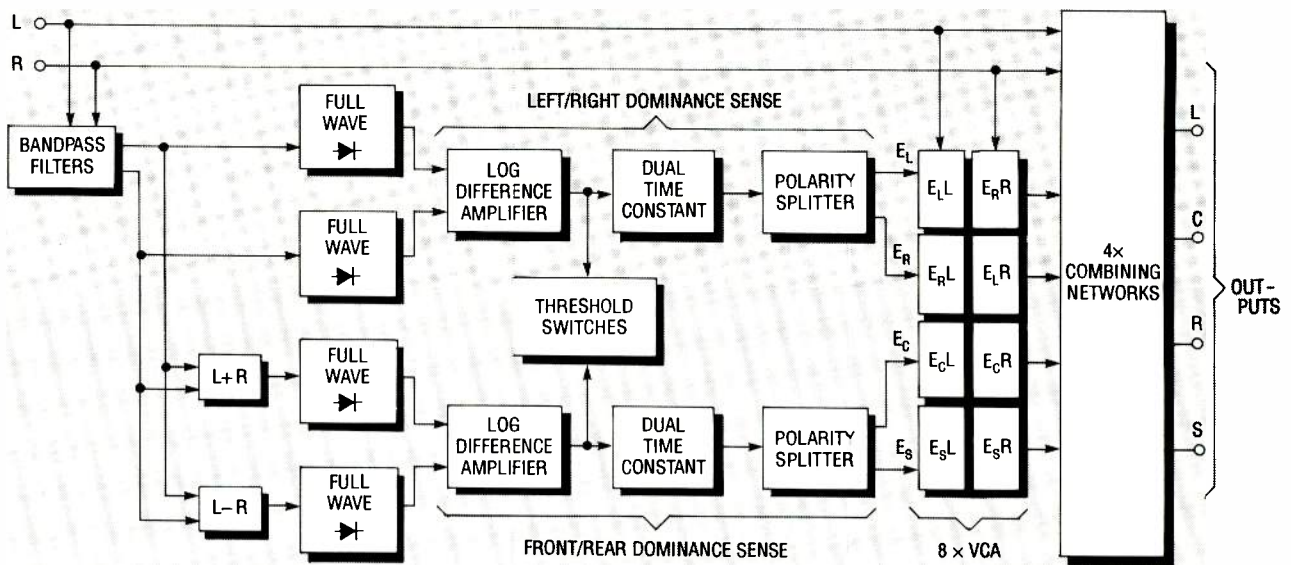 L
R
BANDPASS
FILTERS
FULL
WAVE
FULL
WAVE
L+R
FULL
WAVE
L−R
FULL
WAVE
LEFT/RIGHT DOMINANCE SENSE
LOG
DIFFERENCE
AMPLIFIER
DUAL
TIME
CONSTANT
POLARITY
SPLITTER
THRESHOLD
SWITCHES
LOG
DIFFERENCE
AMPLIFIER
DUAL
TIME
CONSTANT
POLARITY
SPLITTER
FRONT/REAR DOMINANCE SENSE
E_L
E_R
E_C
E_S
E_LL E_RR
E_RL E_LR
E_CL E_CR
E_SL E_SR
8 × VCA
4×
COMBINING
NETWORKS
L
C
R
S
OUT-
PUTS